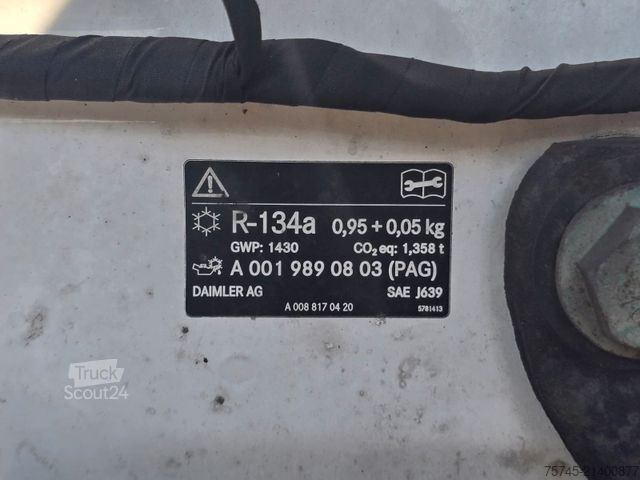 R-134a 0,95 + 0,05 kg
GWP: 1430 CO₂ eq: 1,358 t
A 001 989 08 03 (PAG)
DAIMLER AG SAE J639
A 008 817 04 20 5781413
Truck
Scout24
75745-21400877